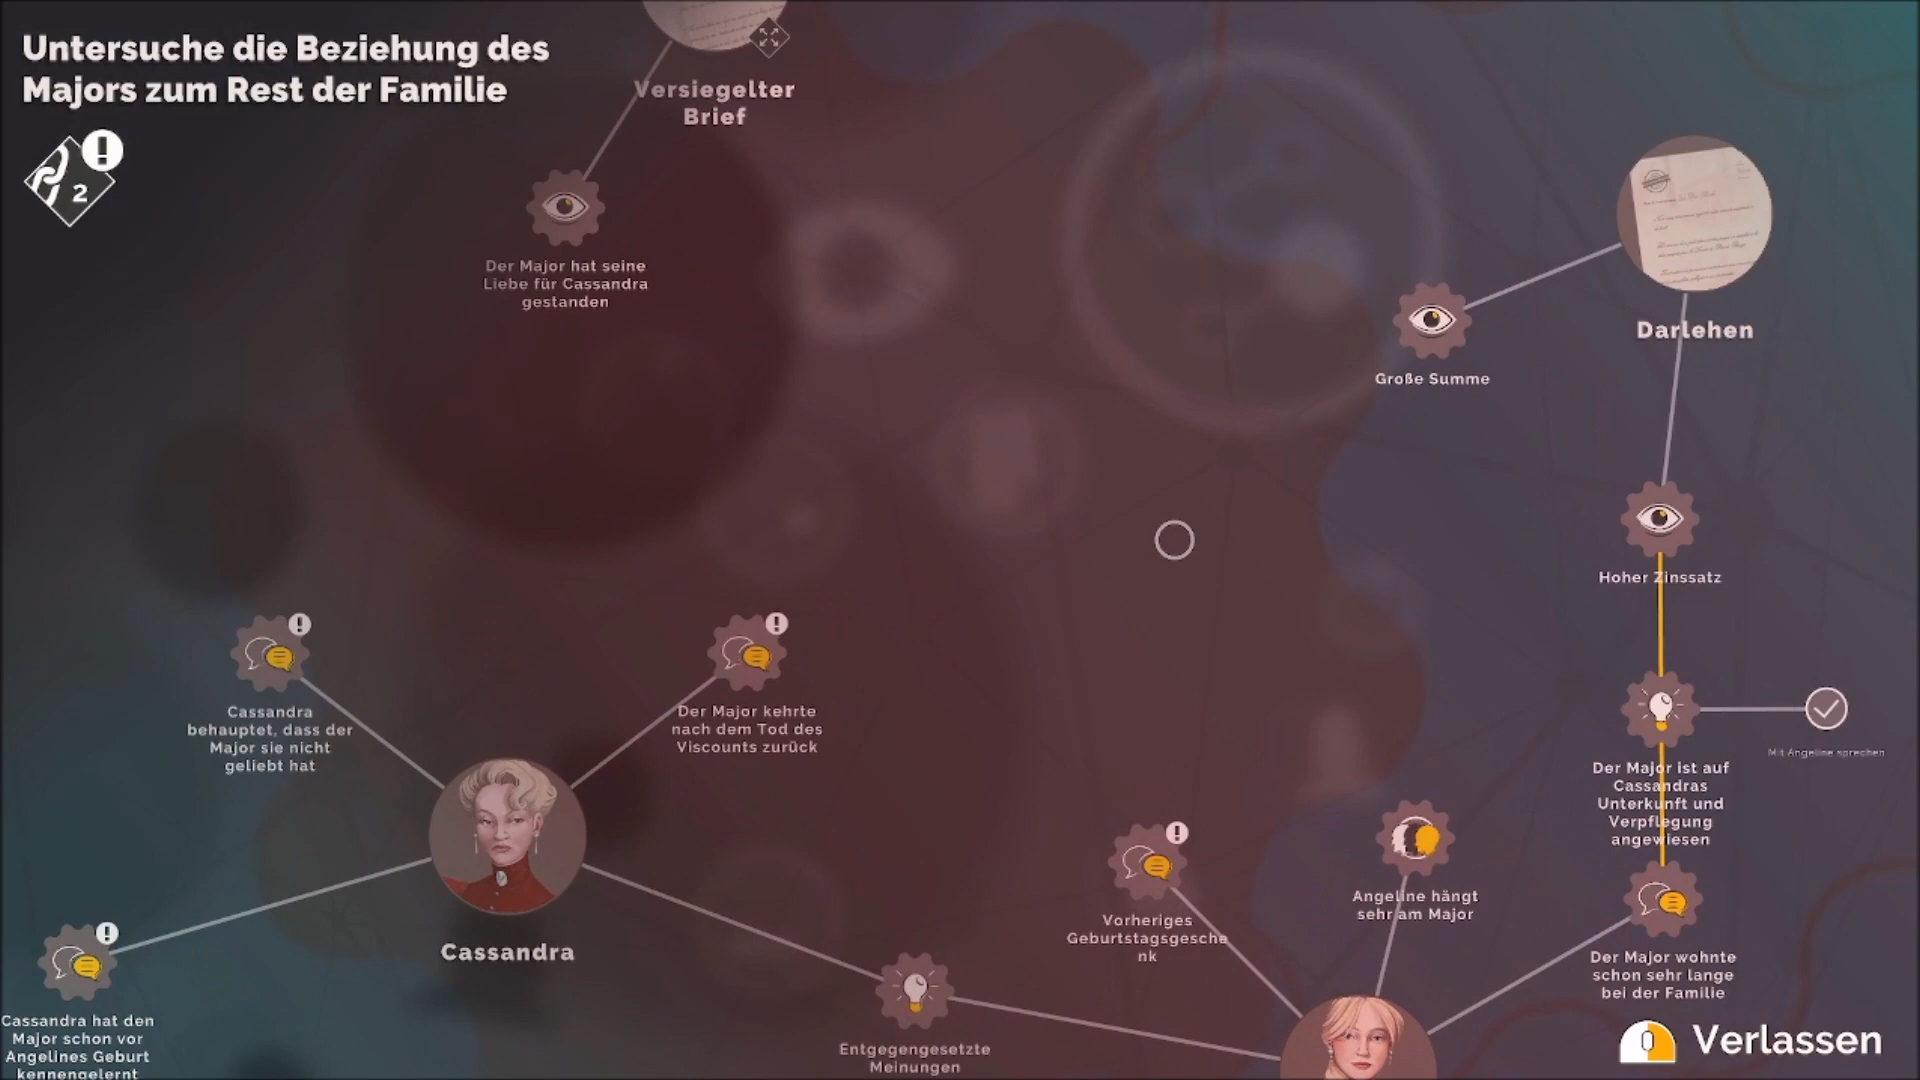 Untersuche die Beziehung des
Majors zum Rest der Familie
2
Versiegelter
Brief
Der Major hat seine
Liebe für Cassandra
gestanden
Darlehen
Große Summe
Hoher Zinssatz
Mit Angeline sprechen
Der Major ist auf
Cassandras
Unterkunft und
Verpflegung
angewiesen
Cassandra
behauptet, dass der
Major sie nicht
geliebt hat
Der Major kehrte
nach dem Tod des
Viscounts zurück
Cassandra
Vorheriges
Geburtstagsgesche
nk
Angeline hängt
sehr am Major
Der Major wohnte
schon sehr lange
bei der Familie
Cassandra hat den
Major schon vor
Angelines Geburt
kennengelernt
Entgegengesetzte
Meinungen
Verlassen